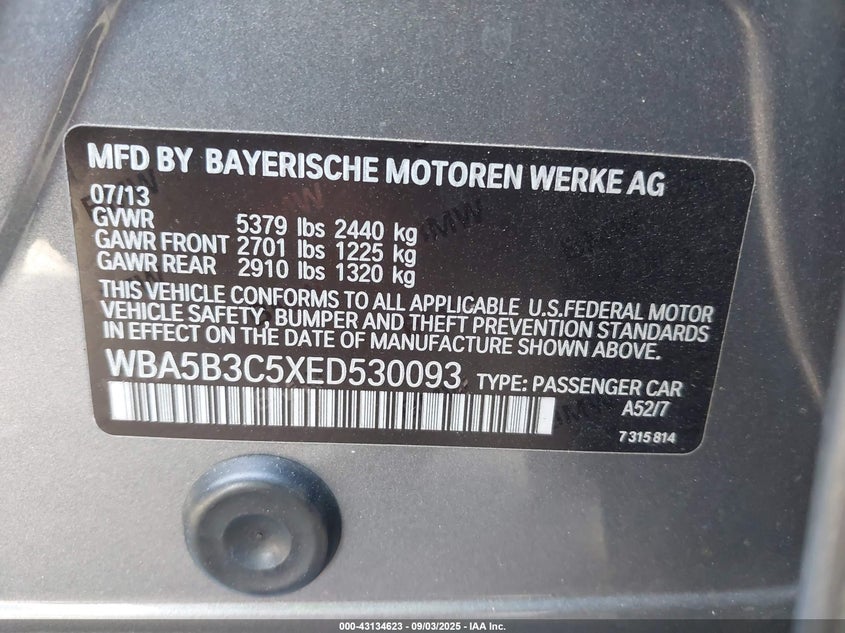 MFD BY BAYERISCHE MOTOREN WERKE AG
07/13
GVWR 5379 lbs 2440 kg
GAWR FRONT 2701 lbs 1225 kg
GAWR REAR 2910 lbs 1320 kg
THIS VEHICLE CONFORMS TO ALL APPLICABLE U.S.FEDERAL MOTOR
VEHICLE SAFETY, BUMPER AND THEFT PREVENTION STANDARDS
IN EFFECT ON THE DATE OF MANUFACTURE SHOWN ABOVE.
WBA5B3C5XED530093 TYPE: PASSENGER CAR
A52/7
7 315 814
000-43134623 - 09/03/2025 - IAA Inc.